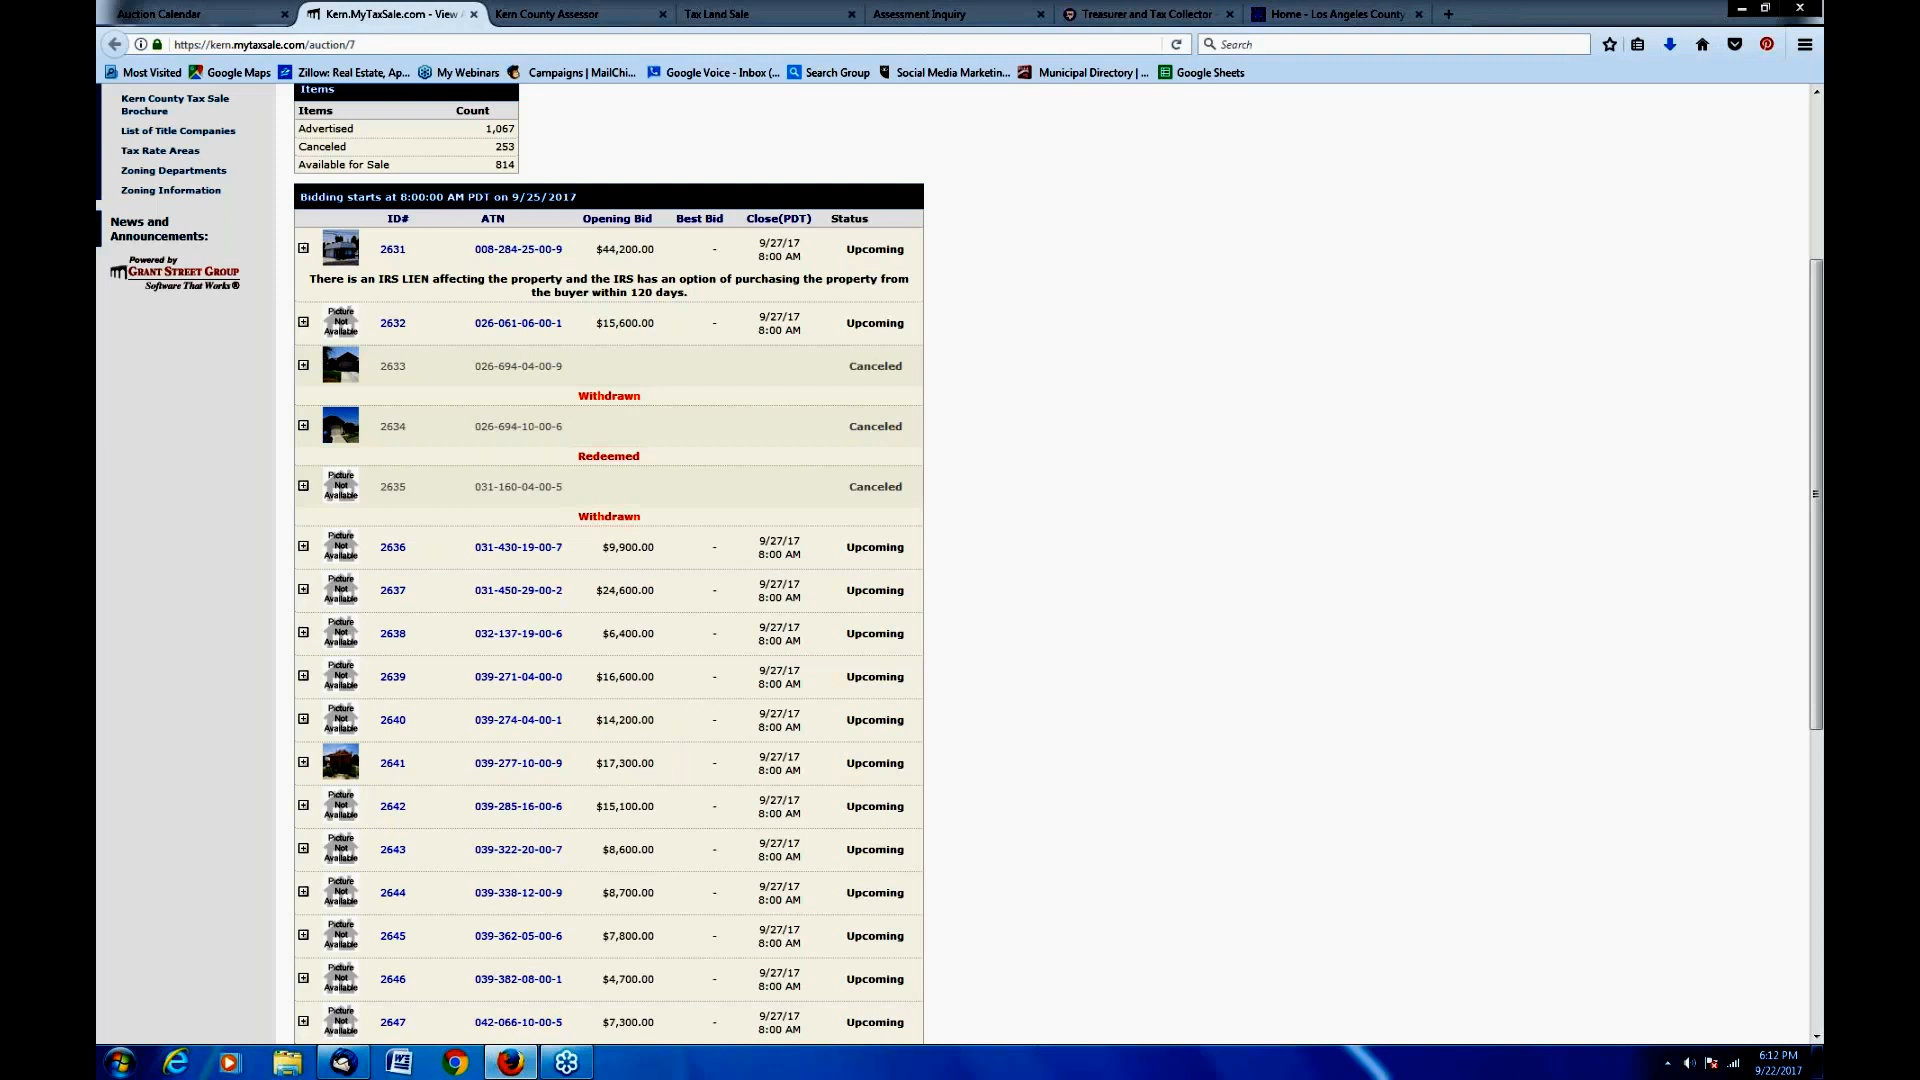 Auction Calendar
Kern.MyTaxSale.com - View A
Kern County Assessor
Tax Land Sale
Assessment Inquiry
Treasurer and Tax Collector
Home - Los Angeles County
https://kern.mytaxsale.com/auction/7
Search
Most Visited
Google Maps
Zillow: Real Estate, Ap...
My Webinars
Campaigns | MailChi...
Google Voice - Inbox (...
Search Group
Social Media Marketin...
Municipal Directory | ...
Google Sheets
Kern County Tax Sale
Brochure
List of Title Companies
Tax Rate Areas
Zoning Departments
Zoning Information
News and
Announcements:
Powered by
GRANT STREET GROUP
Software That Works®
Items
Items Count
Advertised 1,067
Canceled 253
Available for Sale 814
Bidding starts at 8:00:00 AM PDT on 9/25/2017
ID# ATN Opening Bid Best Bid Close(PDT) Status
2631 008-284-25-00-9 $44,200.00 - 9/27/17 8:00 AM Upcoming
There is an IRS LIEN affecting the property and the IRS has an option of purchasing the property from
the buyer within 120 days.
Picture Not Available 2632 026-061-06-00-1 $15,600.00 - 9/27/17 8:00 AM Upcoming
2633 026-694-04-00-9 Canceled
Withdrawn
2634 026-694-10-00-6 Canceled
Redeemed
Picture Not Available 2635 031-160-04-00-5 Canceled
Withdrawn
Picture Not Available 2636 031-430-19-00-7 $9,900.00 - 9/27/17 8:00 AM Upcoming
Picture Not Available 2637 031-450-29-00-2 $24,600.00 - 9/27/17 8:00 AM Upcoming
Picture Not Available 2638 032-137-19-00-6 $6,400.00 - 9/27/17 8:00 AM Upcoming
Picture Not Available 2639 039-271-04-00-0 $16,600.00 - 9/27/17 8:00 AM Upcoming
Picture Not Available 2640 039-274-04-00-1 $14,200.00 - 9/27/17 8:00 AM Upcoming
2641 039-277-10-00-9 $17,300.00 - 9/27/17 8:00 AM Upcoming
Picture Not Available 2642 039-285-16-00-6 $15,100.00 - 9/27/17 8:00 AM Upcoming
Picture Not Available 2643 039-322-20-00-7 $8,600.00 - 9/27/17 8:00 AM Upcoming
Picture Not Available 2644 039-338-12-00-9 $8,700.00 - 9/27/17 8:00 AM Upcoming
Picture Not Available 2645 039-362-05-00-6 $7,800.00 - 9/27/17 8:00 AM Upcoming
Picture Not Available 2646 039-382-08-00-1 $4,700.00 - 9/27/17 8:00 AM Upcoming
Picture Not Available 2647 042-066-10-00-5 $7,300.00 - 9/27/17 8:00 AM Upcoming
6:12 PM
9/22/2017